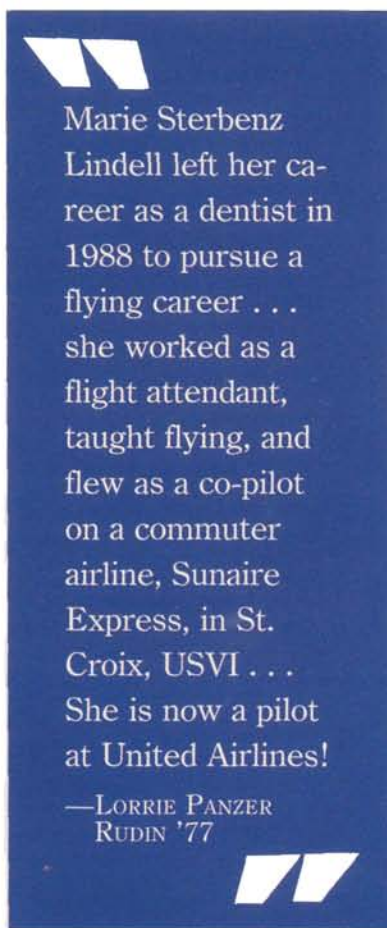 Marie Sterbenz
Lindell left her ca-
reer as a dentist in
1988 to pursue a
flying career . . .
she worked as a
flight attendant,
taught flying, and
flew as a co-pilot
on a commuter
airline, Sunaire
Express, in St.
Croix, USVI . . .
She is now a pilot
at United Airlines!
—LORRIE PANZER
RUDIN '77